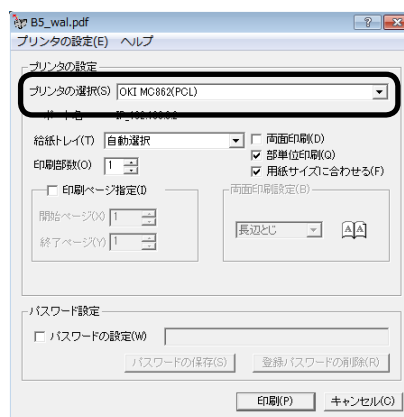 B5_wal.pdf
プリンタの設定(E) ヘルプ
プリンタの設定
プリンタの選択(S) OKI MC862(PCL)
給紙トレイ(T) 自動選択 両面印刷(D)
部単位印刷(Q)
印刷部数(O) 1 用紙サイズに合わせる(F)
印刷ページ指定(I) 両面印刷設定(B)
開始ページ(X) 1
長辺とじ AA
終了ページ(Y) 1
パスワード設定
パスワードの設定(W)
パスワードの保存(S) 登録パスワードの削除(R)
印刷(P) キャンセル(C)